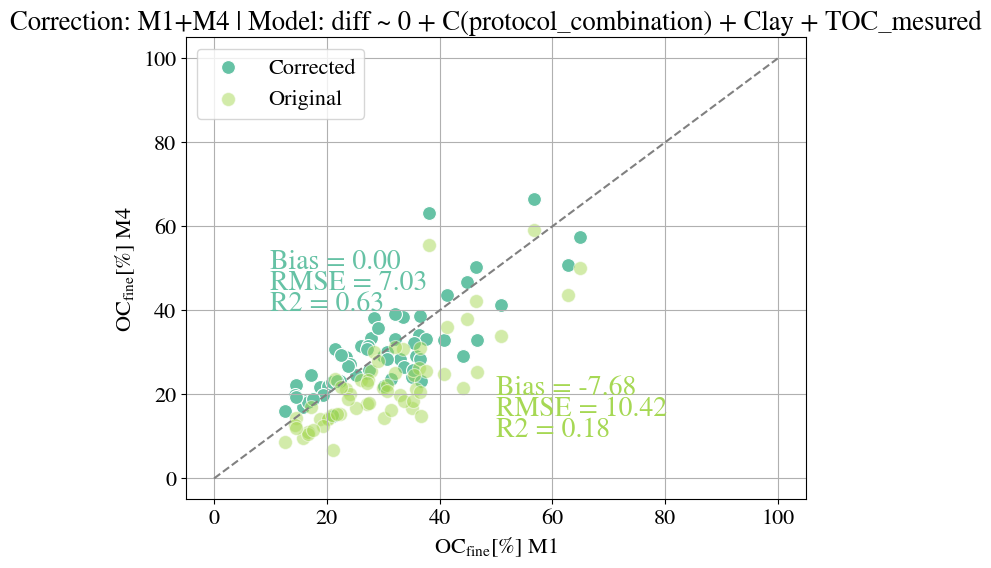 Correction: M1+M4 | Model: diff ~ 0 + C(protocol_combination) + Clay + TOC_mesured
100
80
60
40
20
0
OC_fine[%] M4
Corrected
Original
Bias = 0.00
RMSE = 7.03
R2 = 0.63
Bias = -7.68
RMSE = 10.42
R2 = 0.18
0
20
40
60
80
100
OC_fine[%] M1